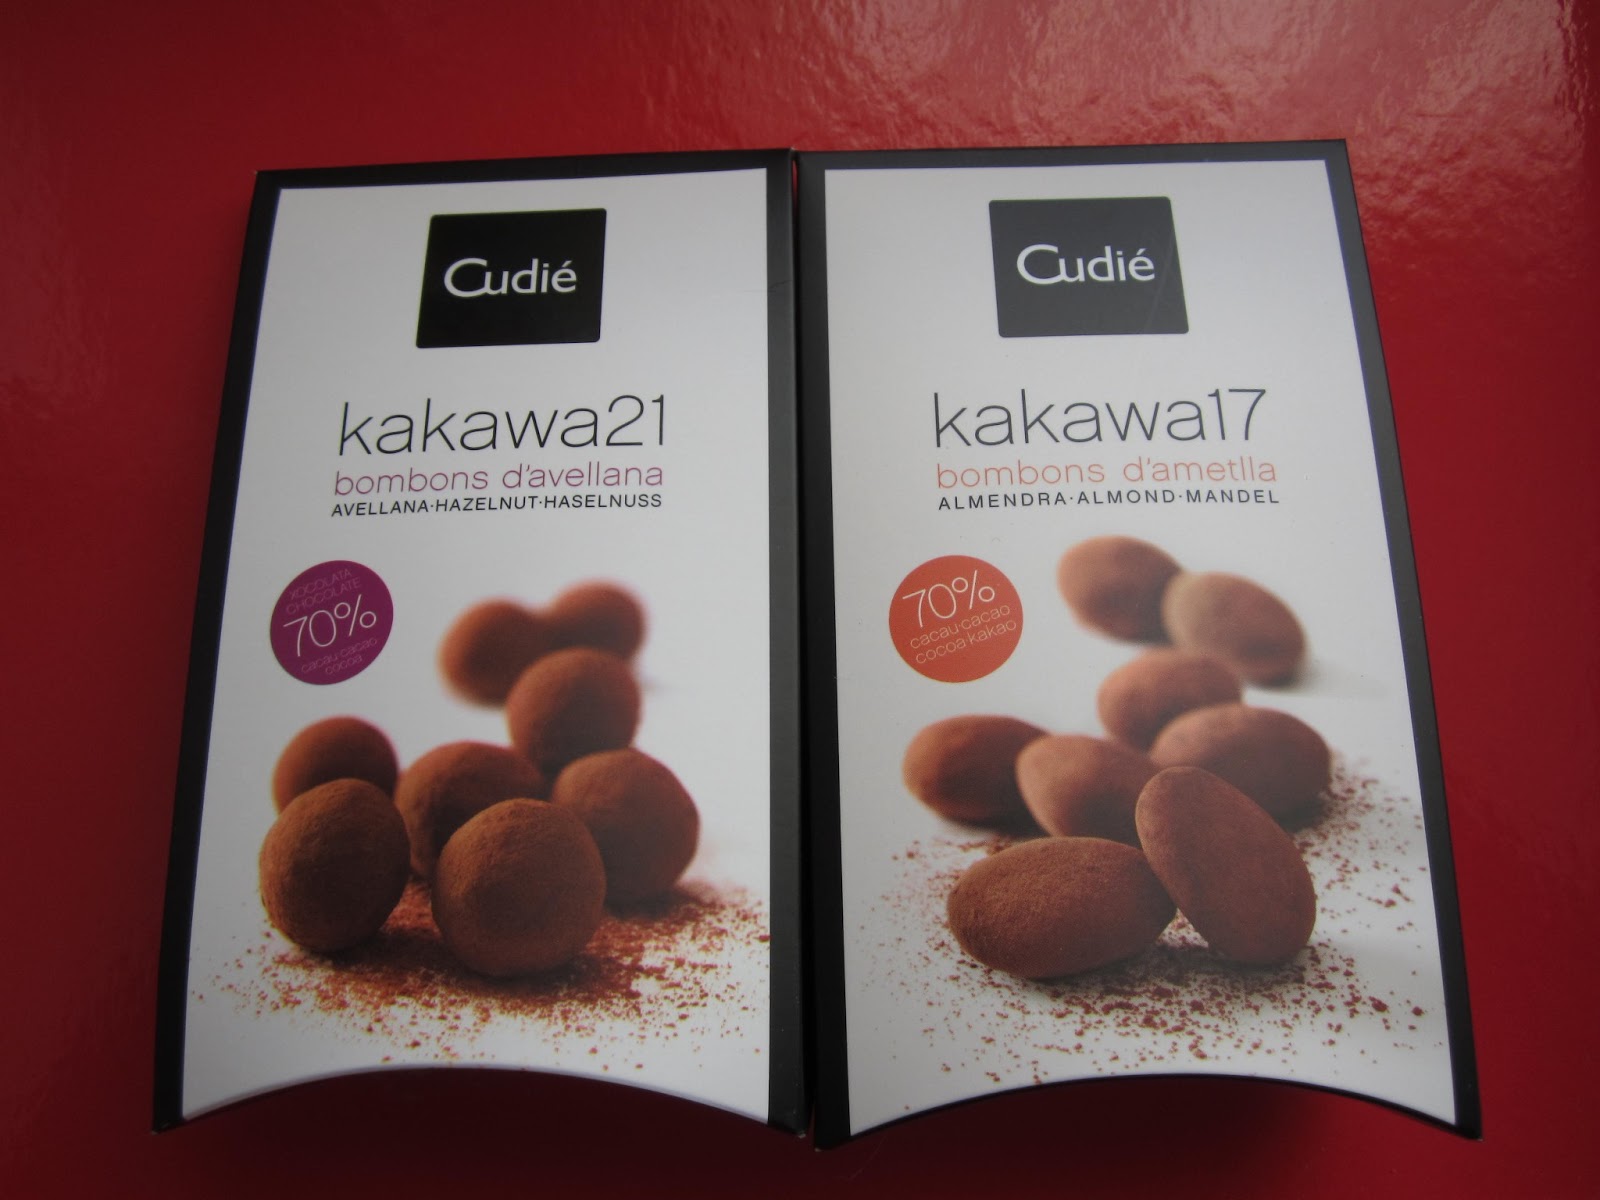 Cudié
kakawa21
bombons d'avellana
AVELLANA·HAZELNUT·HASELNUSS
XOCOLATA
CHOCOLATE
70%
cacau·cacao
cocoa
Cudié
kakawa17
bombons d'ametlla
ALMENDRA·ALMOND·MANDEL
70%
cacau·cacao
cocoa·kakao